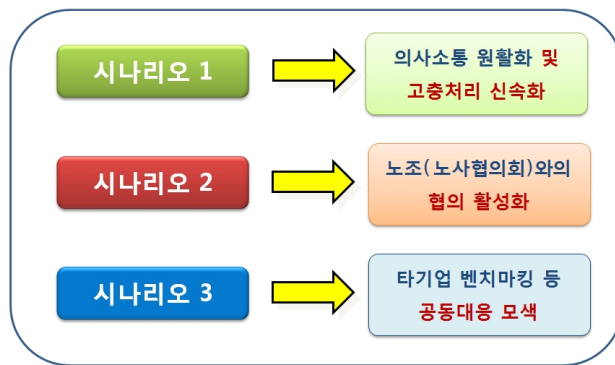 시나리오 1
의사소통 원활화 및
고충처리 신속화
시나리오 2
노조(노사협의회)와의
협의 활성화
시나리오 3
타기업 벤치마킹 등
공동대응 모색